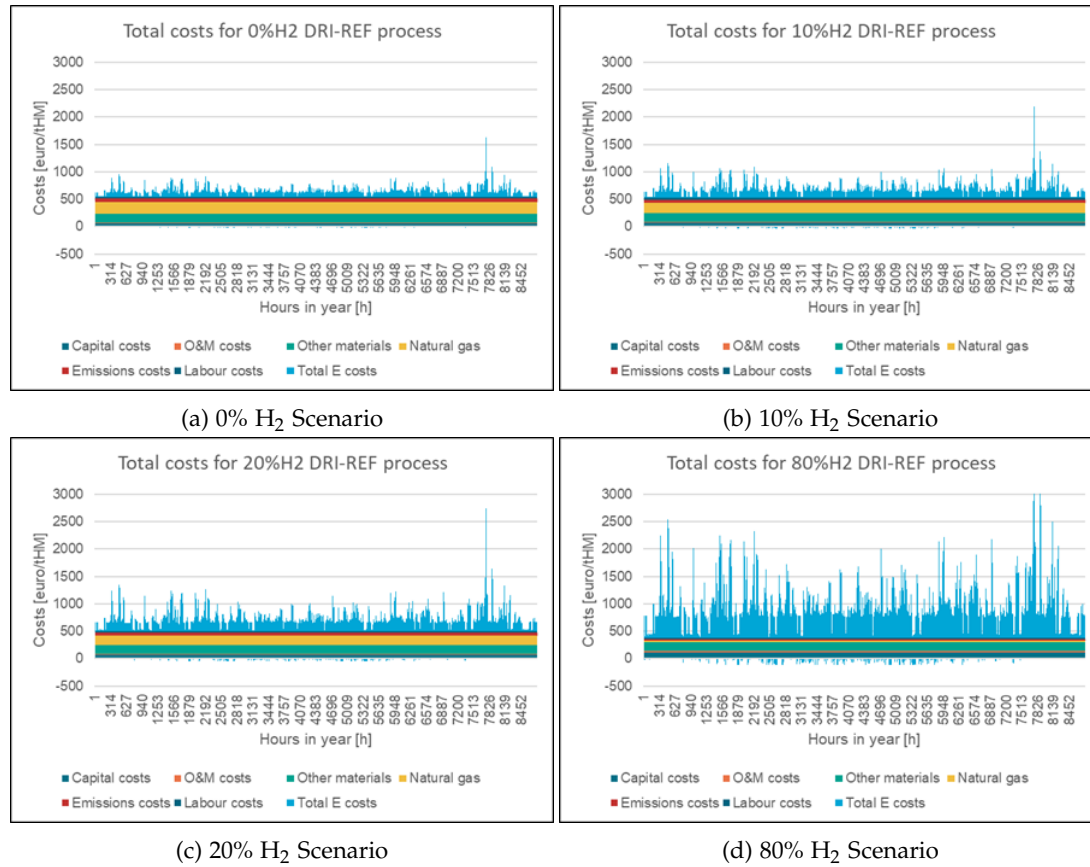 Total costs for 0%H2 DRI-REF process
3000
2500
2000
1500
1000
500
0
-500
Costs [euro/tHM]
1 314 627 940 1253 1566 1879 2192 2505 2818 3131 3444 3757 4070 4383 4696 5009 5322 5635 5948 6261 6574 6887 7200 7513 7826 8139 8452
Hours in year [h]
Capital costs O&M costs Other materials Natural gas
Emissions costs Labour costs Total E costs
(a) 0% H₂ Scenario
Total costs for 10%H2 DRI-REF process
3000
2500
2000
1500
1000
500
0
-500
Costs [euro/tHM]
1 314 627 940 1253 1566 1879 2192 2505 2818 3131 3444 3757 4070 4383 4696 5009 5322 5635 5948 6261 6574 6887 7200 7513 7826 8139 8452
Hours in year [h]
Capital costs O&M costs Other materials Natural gas
Emissions costs Labour costs Total E costs
(b) 10% H₂ Scenario
Total costs for 20%H2 DRI-REF process
3000
2500
2000
1500
1000
500
0
-500
Costs [euro/tHM]
1 314 627 940 1253 1566 1879 2192 2505 2818 3131 3444 3757 4070 4383 4696 5009 5322 5635 5948 6261 6574 6887 7200 7513 7826 8139 8452
Hours in year [h]
Capital costs O&M costs Other materials Natural gas
Emissions costs Labour costs Total E costs
(c) 20% H₂ Scenario
Total costs for 80%H2 DRI-REF process
3000
2500
2000
1500
1000
500
0
-500
Costs [euro/tHM]
1 314 627 940 1253 1566 1879 2192 2505 2818 3131 3444 3757 4070 4383 4696 5009 5322 5635 5948 6261 6574 6887 7200 7513 7826 8139 8452
Hours in year [h]
Capital costs O&M costs Other materials Natural gas
Emissions costs Labour costs Total E costs
(d) 80% H₂ Scenario